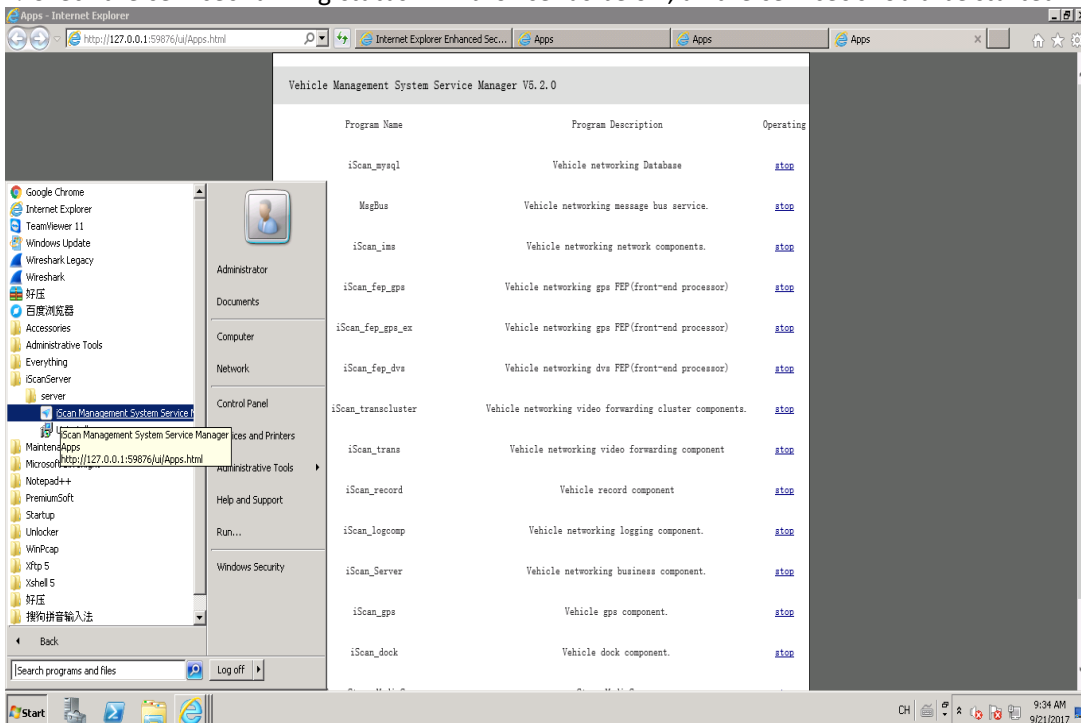 Apps - Internet Explorer
http://127.0.0.1:59876/ui/Apps.html
Internet Explorer Enhanced Sec...
Apps
Apps
Apps
Vehicle Management System Service Manager V5.2.0
Program Name Program Description Operating
iScan_mysql Vehicle networking Database stop
MsgBus Vehicle networking message bus service. stop
iScan_ims Vehicle networking network components. stop
iScan_fep_gps Vehicle networking gps FEP(front-end processor) stop
iScan_fep_gps_ex Vehicle networking gps FEP(front-end processor) stop
iScan_fep_dvs Vehicle networking dvs FEP(front-end processor) stop
iScan_transcluster Vehicle networking video forwarding cluster components. stop
iScan_trans Vehicle networking video forwarding component stop
iScan_record Vehicle record component stop
iScan_logcomp Vehicle networking logging component. stop
iScan_Server Vehicle networking business component. stop
iScan_gps Vehicle gps component. stop
iScan_dock Vehicle dock component. stop
Google Chrome
Internet Explorer
TeamViewer 11
Windows Update
Wireshark Legacy
Wireshark
好压
百度浏览器
Accessories
Administrative Tools
Everything
iScanServer
server
iScan Management System Service M
iScan Management System Service Manager
Apps
http://127.0.0.1:59876/ui/Apps.html
Notepad++
PremiumSoft
Startup
Unlocker
WinPcap
Xftp 5
Xshell 5
好压
搜狗拼音输入法
Back
Search programs and files
Administrator
Documents
Computer
Network
Control Panel
Administrative Tools
Help and Support
Run...
Windows Security
Log off
Start
CH
9:34 AM
9/21/2017